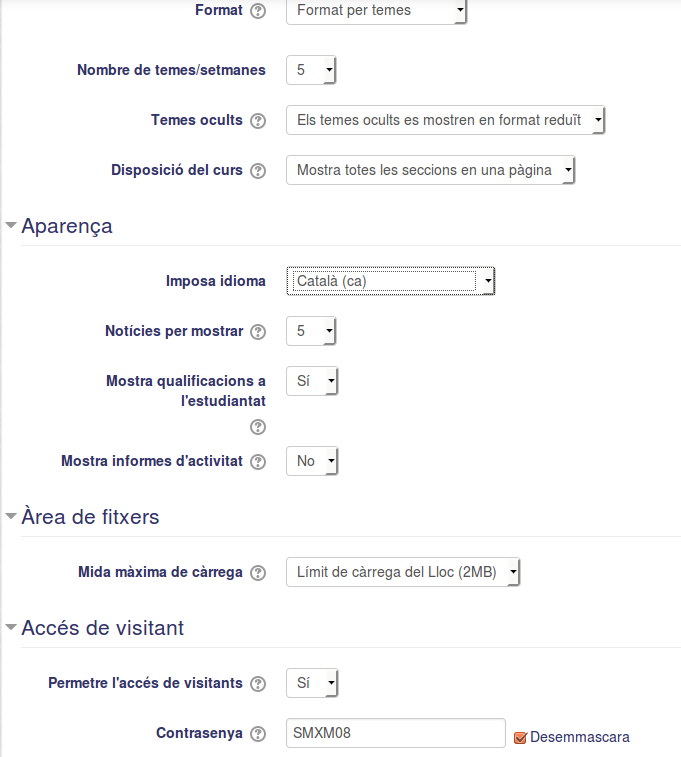 Format Format per temes
Nombre de temes/setmanes 5
Temes ocults Els temes ocults es mostren en format reduït
Disposició del curs Mostra totes les seccions en una pàgina
Aparença
Imposa idioma Català (ca)
Notícies per mostrar 5
Mostra qualificacions a Sí
l'estudiantat
Mostra informes d'activitat No
Àrea de fitxers
Mida màxima de càrrega Límit de càrrega del Lloc (2MB)
Accés de visitant
Permetre l'accés de visitants Sí
Contrasenya SMXM08 Desemmascara